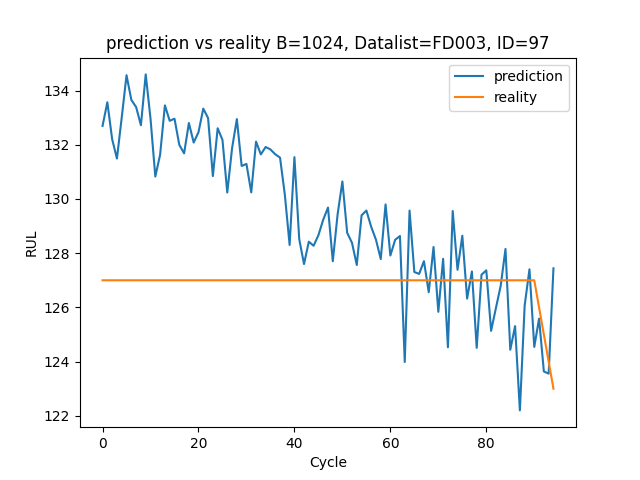 prediction vs reality B=1024, Datalist=FD003, ID=97
prediction
reality
RUL
134
132
130
128
126
124
122
0 20 40 60 80
Cycle